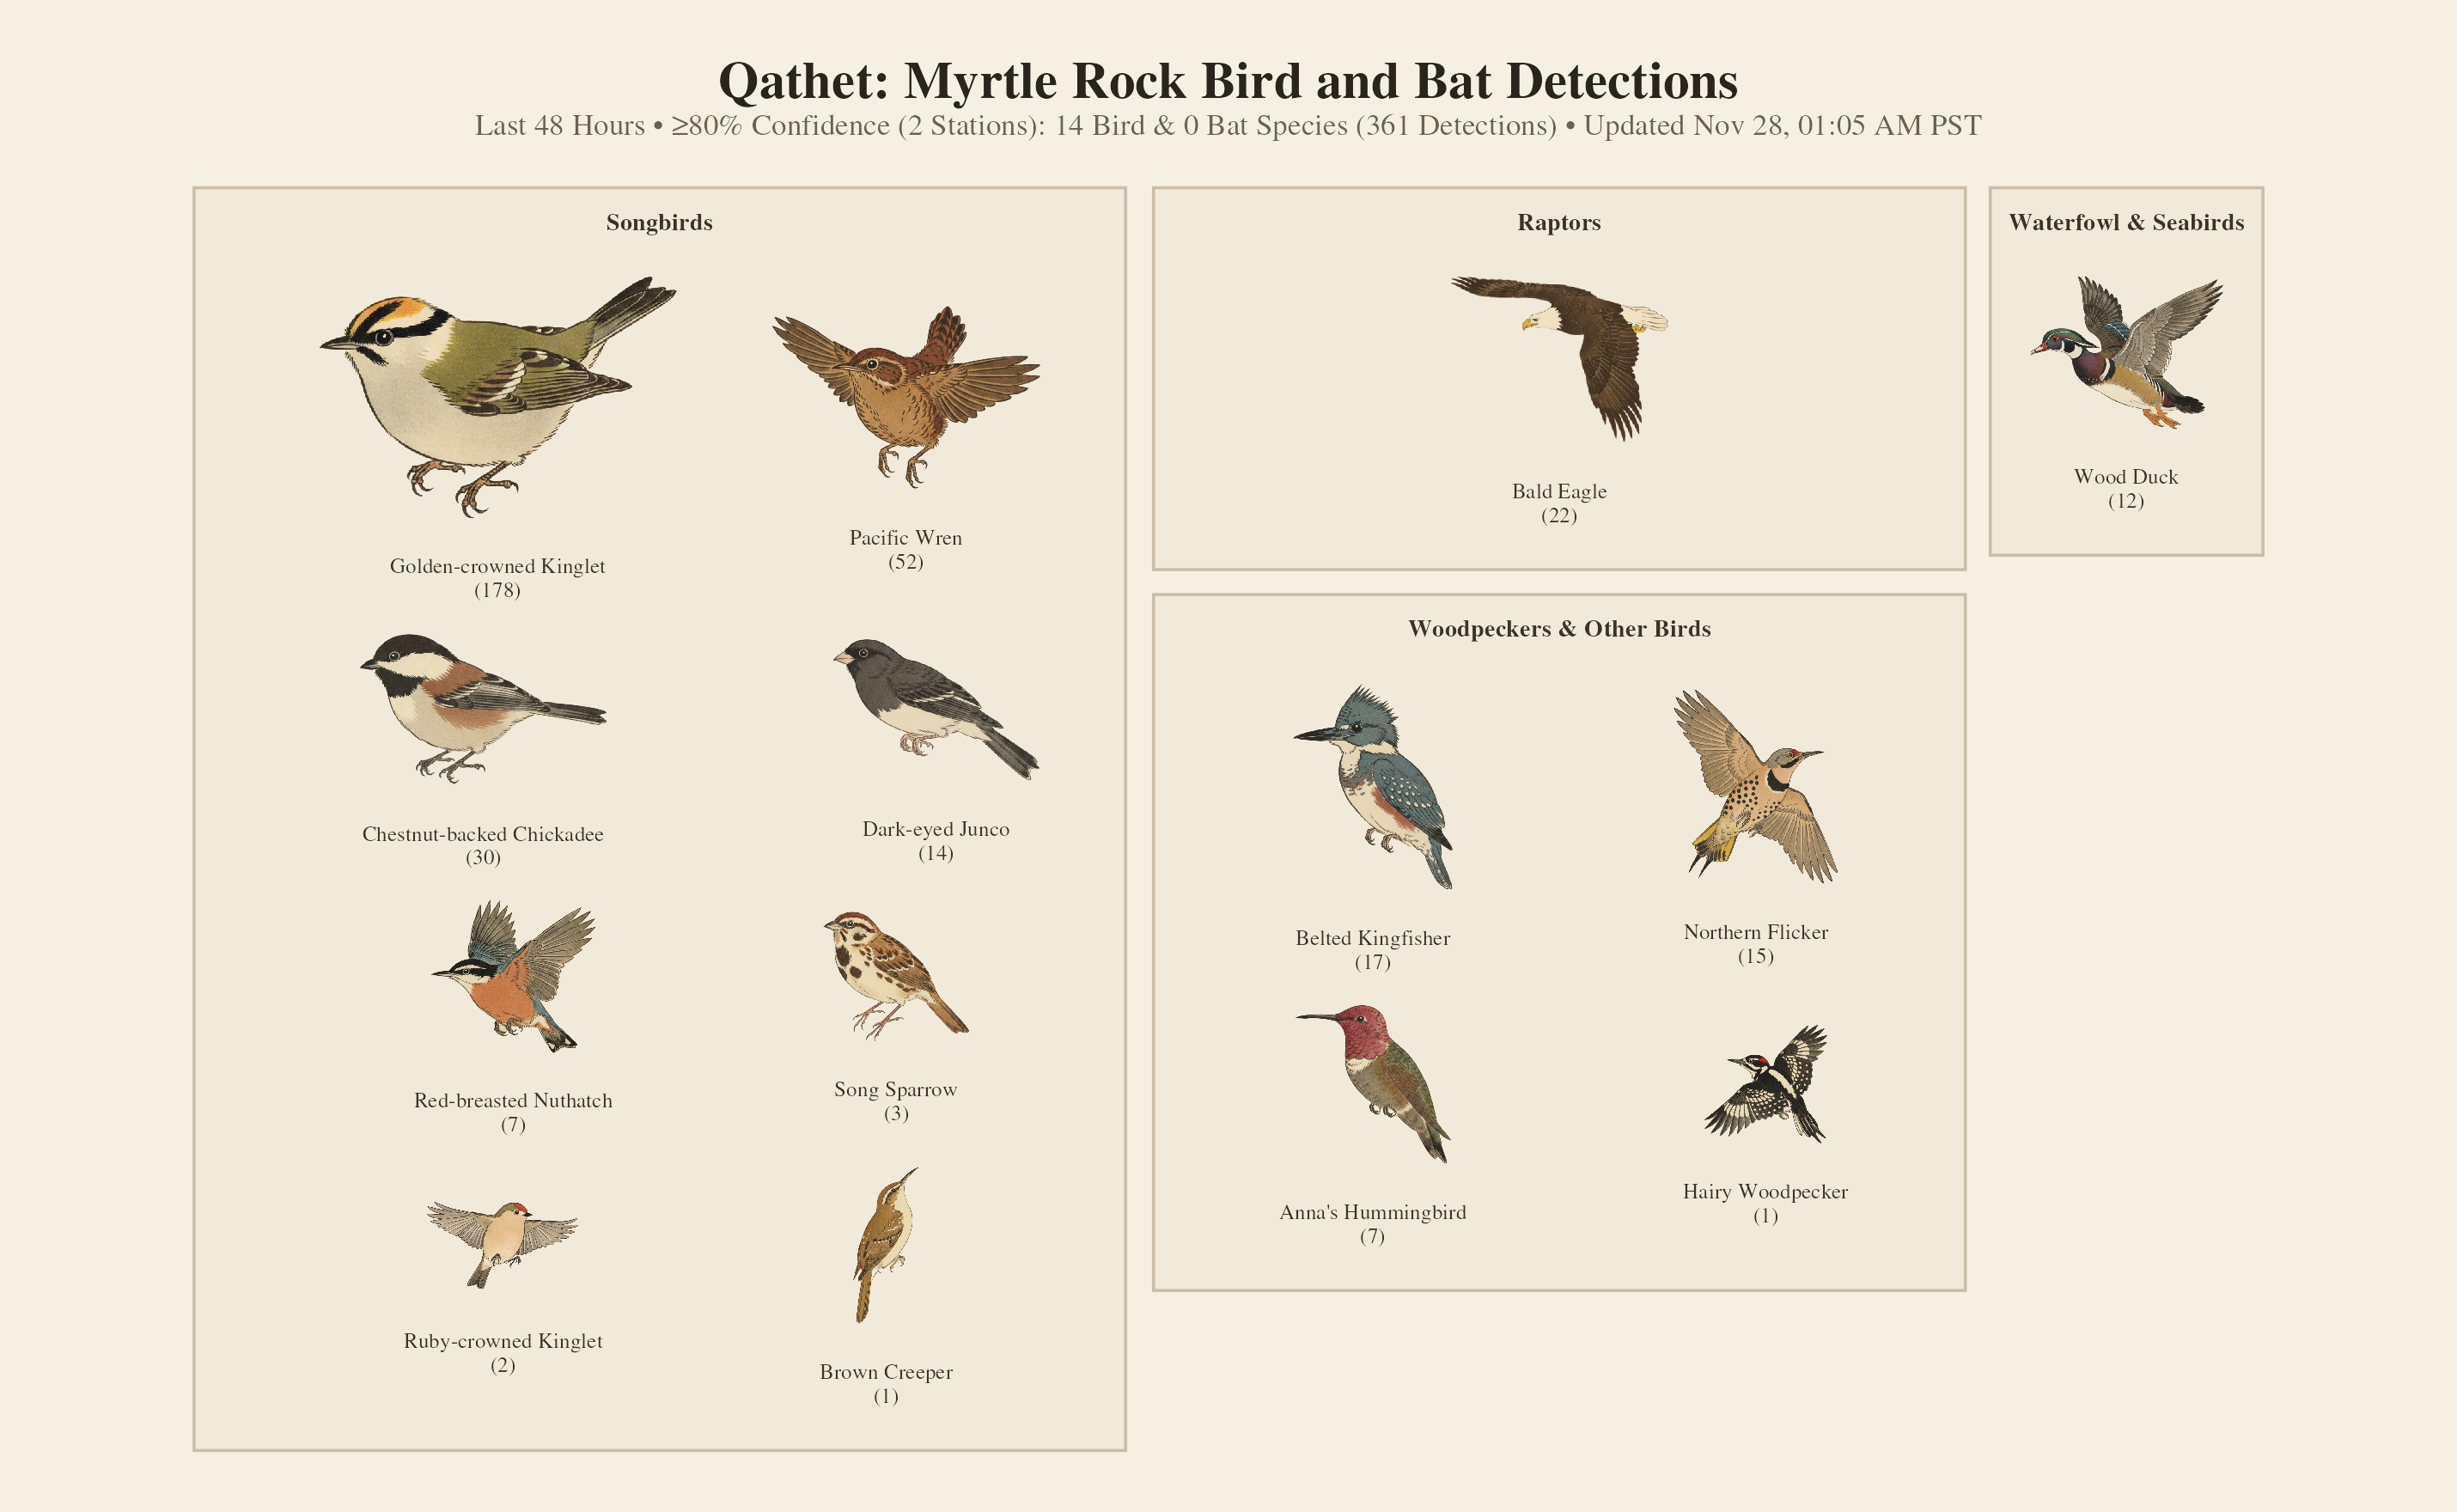 Qathet: Myrtle Rock Bird and Bat Detections
Last 48 Hours • ≥80% Confidence (2 Stations): 14 Bird & 0 Bat Species (361 Detections) • Updated Nov 28, 01:05 AM PST
Songbirds
Golden-crowned Kinglet
(178)
Pacific Wren
(52)
Chestnut-backed Chickadee
(30)
Dark-eyed Junco
(14)
Red-breasted Nuthatch
(7)
Song Sparrow
(3)
Ruby-crowned Kinglet
(2)
Brown Creeper
(1)
Raptors
Bald Eagle
(22)
Woodpeckers & Other Birds
Belted Kingfisher
(17)
Northern Flicker
(15)
Anna's Hummingbird
(7)
Hairy Woodpecker
(1)
Waterfowl & Seabirds
Wood Duck
(12)